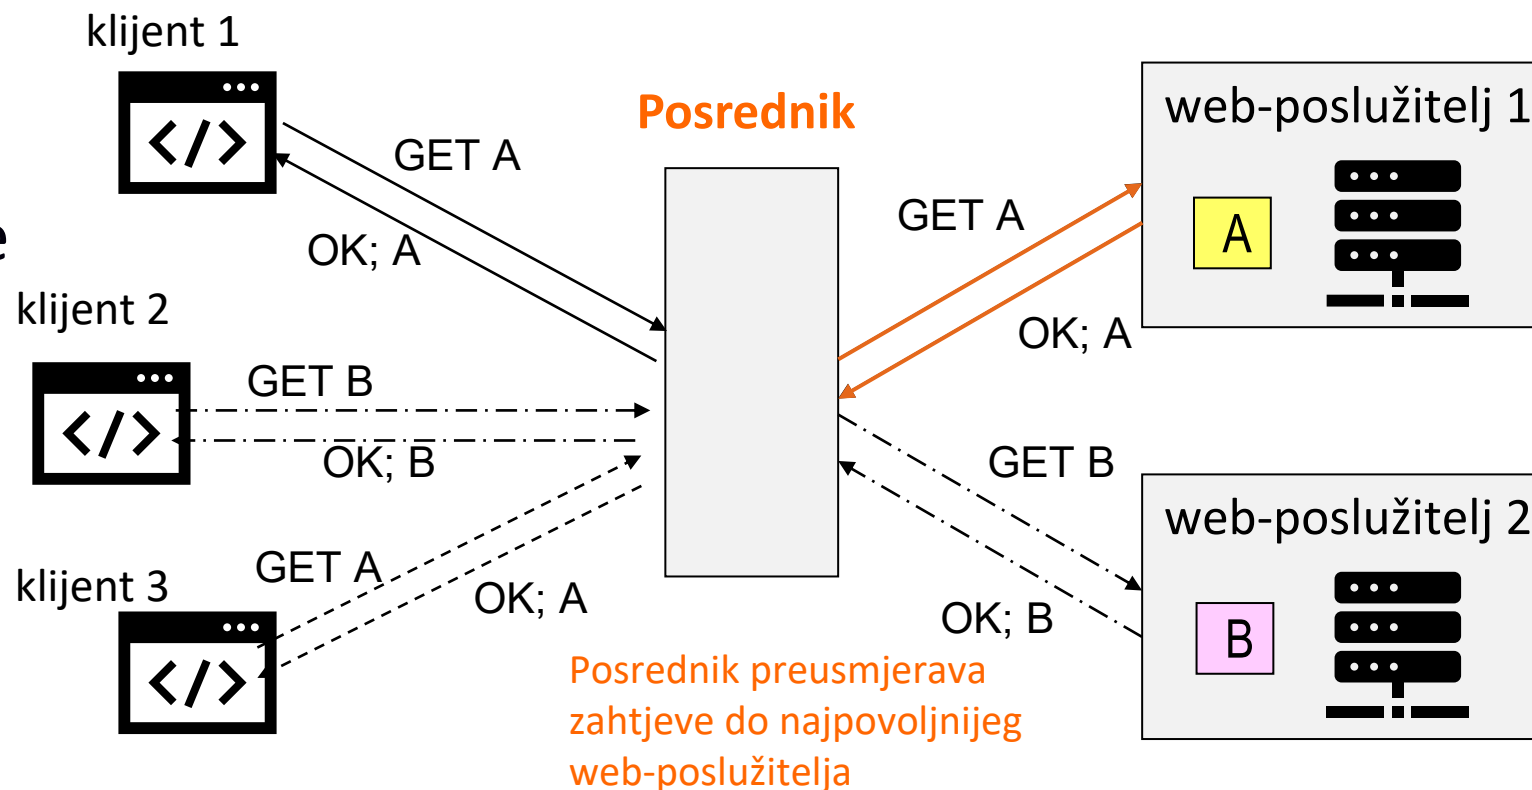 klijent 1
</>
GET A
OK; A
e
klijent 2
</>
GET B
OK; B
klijent 3
</>
GET A
OK; A
Posrednik
Posrednik preusmjerava
zahtjeve do najpovoljnijeg
web-poslužitelja
GET A
OK; A
GET B
OK; B
web-poslužitelj 1
A
web-poslužitelj 2
B